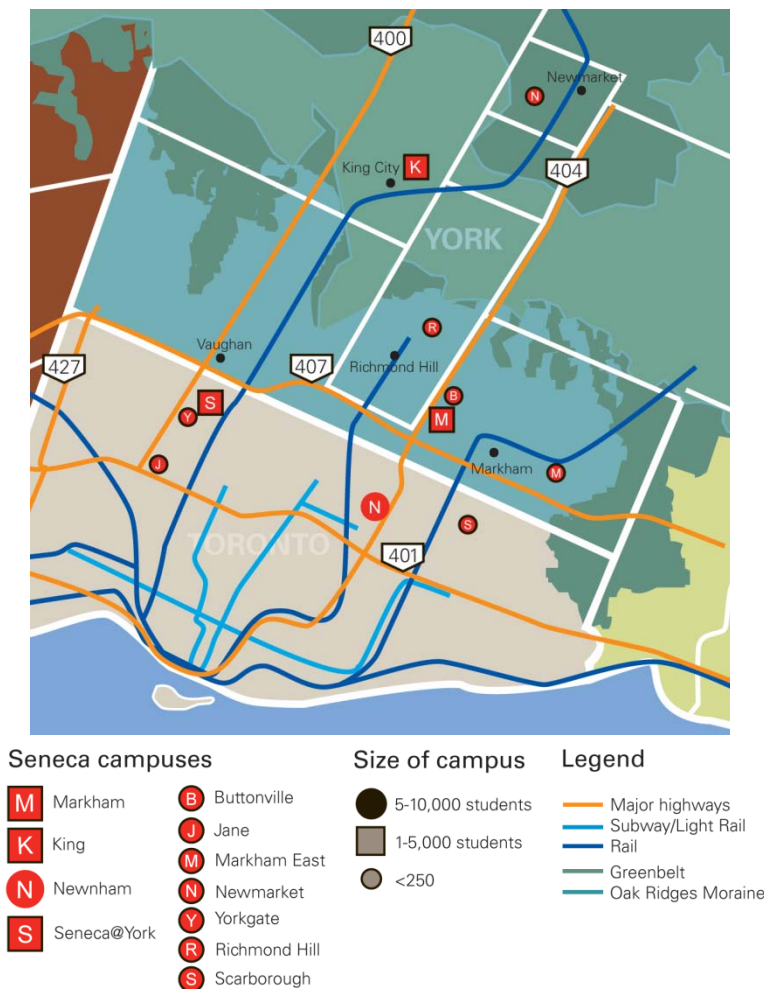 400
Newmarket
N
King City
K
404
YORK
R
Vaughan
427
407
Richmond Hill
B
S
Y
M
Markham
J
M
N
S
TORONTO
401
Seneca campuses
M Markham
K King
N Newnham
S Seneca@York
B Buttonville
J Jane
M Markham East
N Newmarket
Y Yorkgate
R Richmond Hill
S Scarborough
Size of campus
5-10,000 students
1-5,000 students
<250
Legend
Major highways
Subway/Light Rail
Rail
Greenbelt
Oak Ridges Moraine